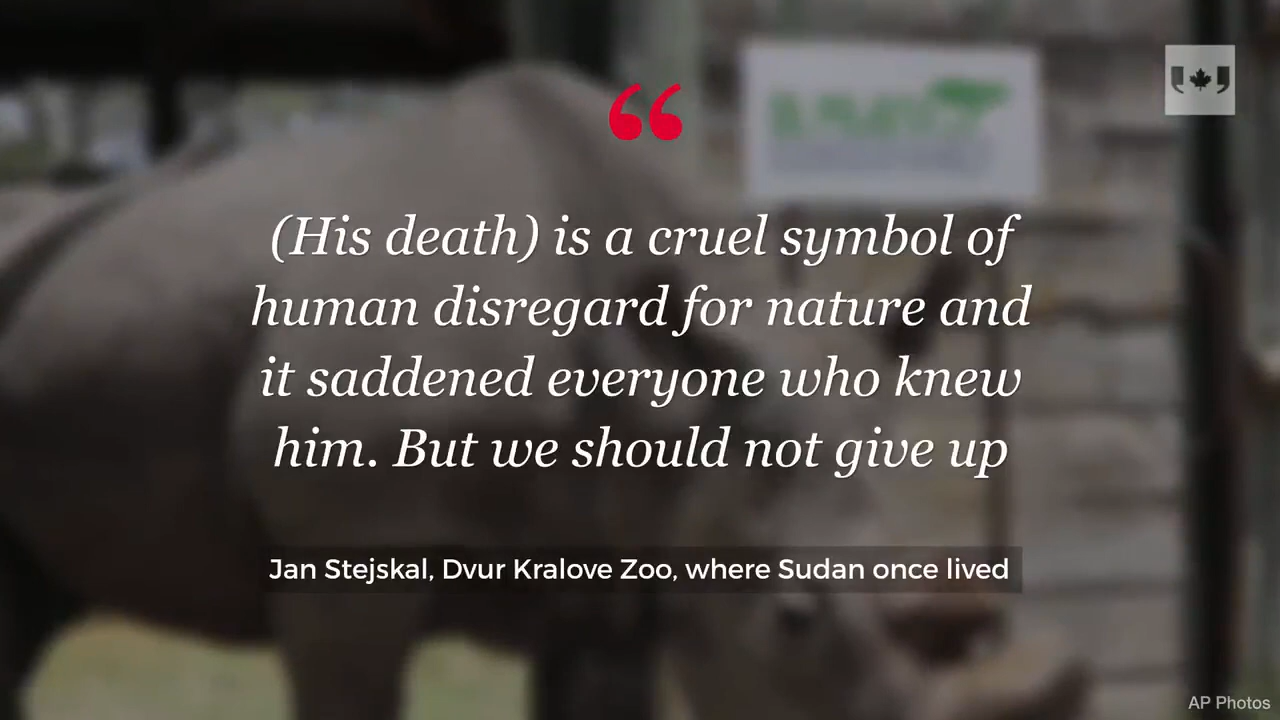 “
(His death) is a cruel symbol of
human disregard for nature and
it saddened everyone who knew
him. But we should not give up
Jan Stejskal, Dvur Kralove Zoo, where Sudan once lived
AP Photos